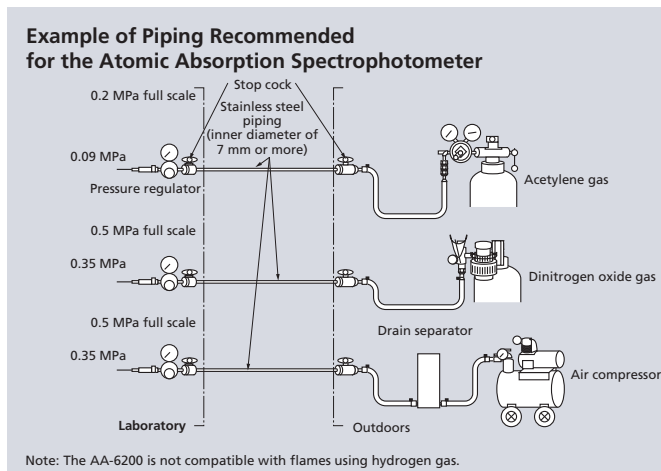 Example of Piping Recommended
for the Atomic Absorption Spectrophotometer
0.2 MPa full scale
Stop cock
Stainless steel
piping
(inner diameter of
7 mm or more)
0.09 MPa
Pressure regulator
Acetylene gas
0.5 MPa full scale
0.35 MPa
Dinitrogen oxide gas
0.5 MPa full scale
Drain separator
0.35 MPa
Air compressor
Laboratory
Outdoors
Note: The AA-6200 is not compatible with flames using hydrogen gas.